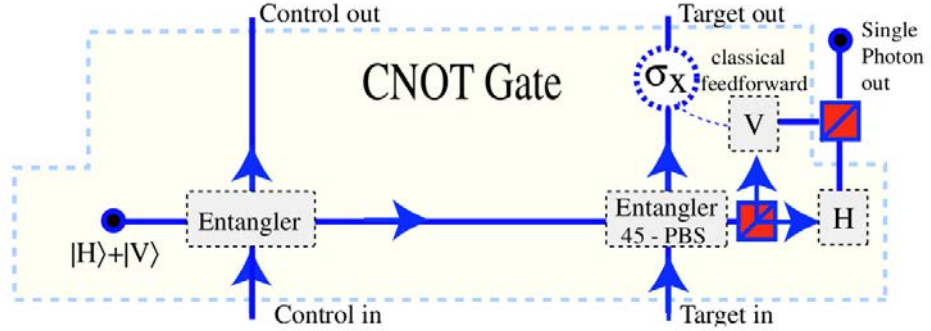 Control out
Target out
Single
Photon
out
classical
feedforward
CNOT Gate
σX
V
Entangler
Entangler
45 - PBS
H
|H⟩+|V⟩
Control in
Target in